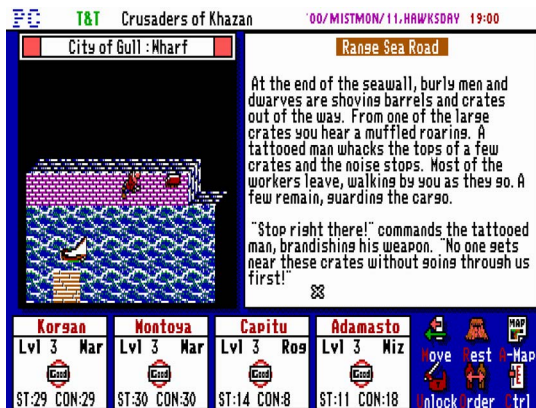 PC T&T Crusaders of Khazan '00/MISTMON/11,HAWKSDAY 19:00
City of Gull : Wharf
Range Sea Road
At the end of the seawall, burly men and
dwarves are shoving barrels and crates
out of the way. From one of the large
crates you hear a muffled roaring. A
tattooed man whacks the tops of a few
crates and the noise stops. Most of the
workers leave, walking by you as they go. A
few remain, guarding the cargo.
"Stop right there!" commands the tattooed
man, brandishing his weapon. "No one gets
near these crates without going through us
first!"
Korgan Montoya Capitu Adamasto
Lvl 3 War Lvl 3 War Lvl 3 Rog Lvl 3 Wiz
Good Good Good Good
ST:29 CON:29 ST:30 CON:30 ST:14 CON:8 ST:11 CON:18
MAP
Move Rest A-Map
Unlock Order Ctrl